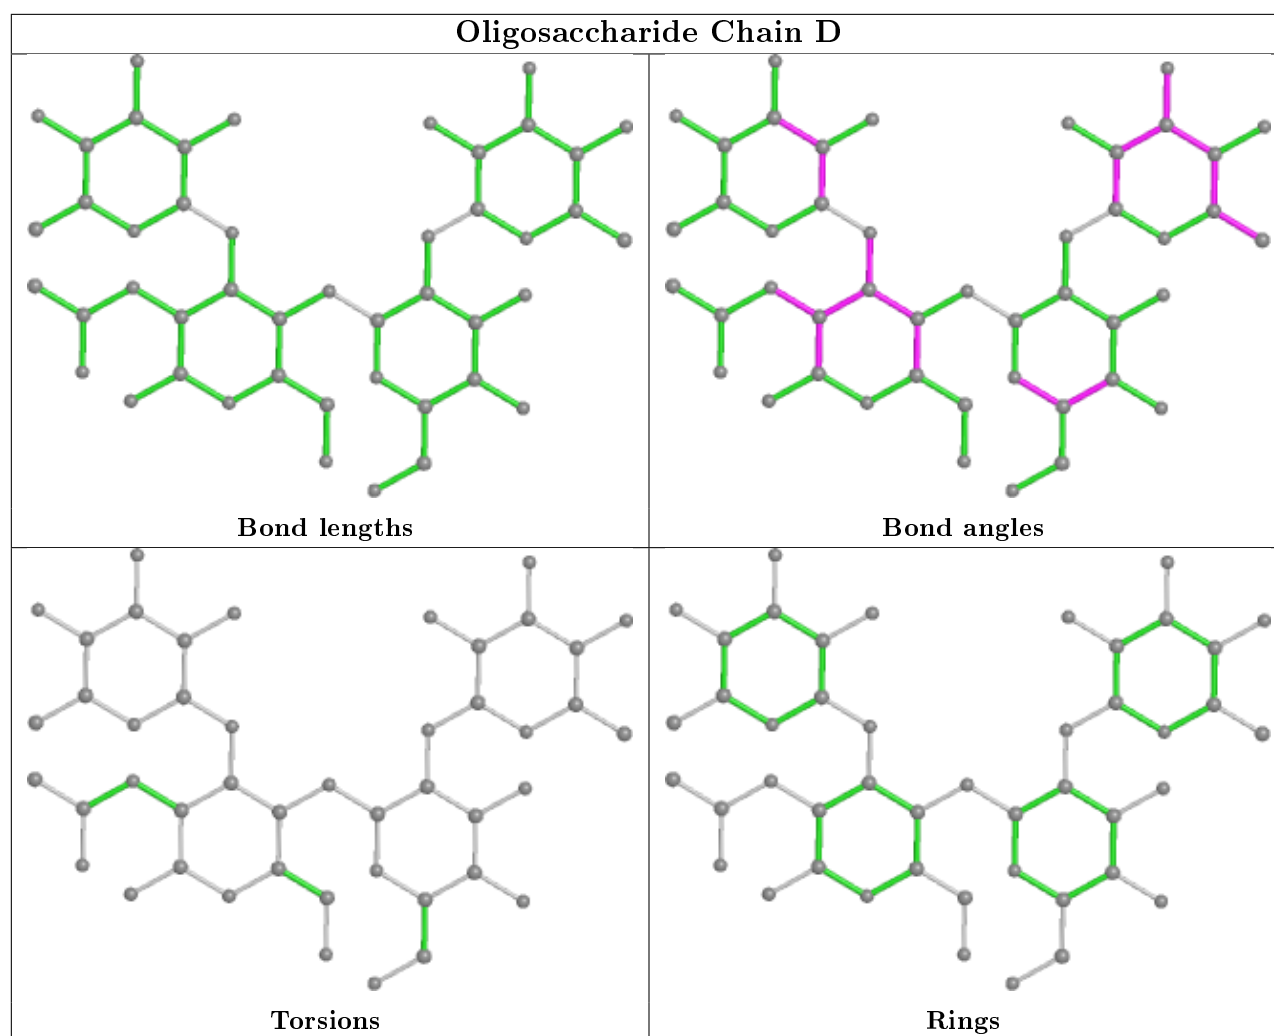 Oligosaccharide Chain D
Bond lengths
Bond angles
Torsions
Rings